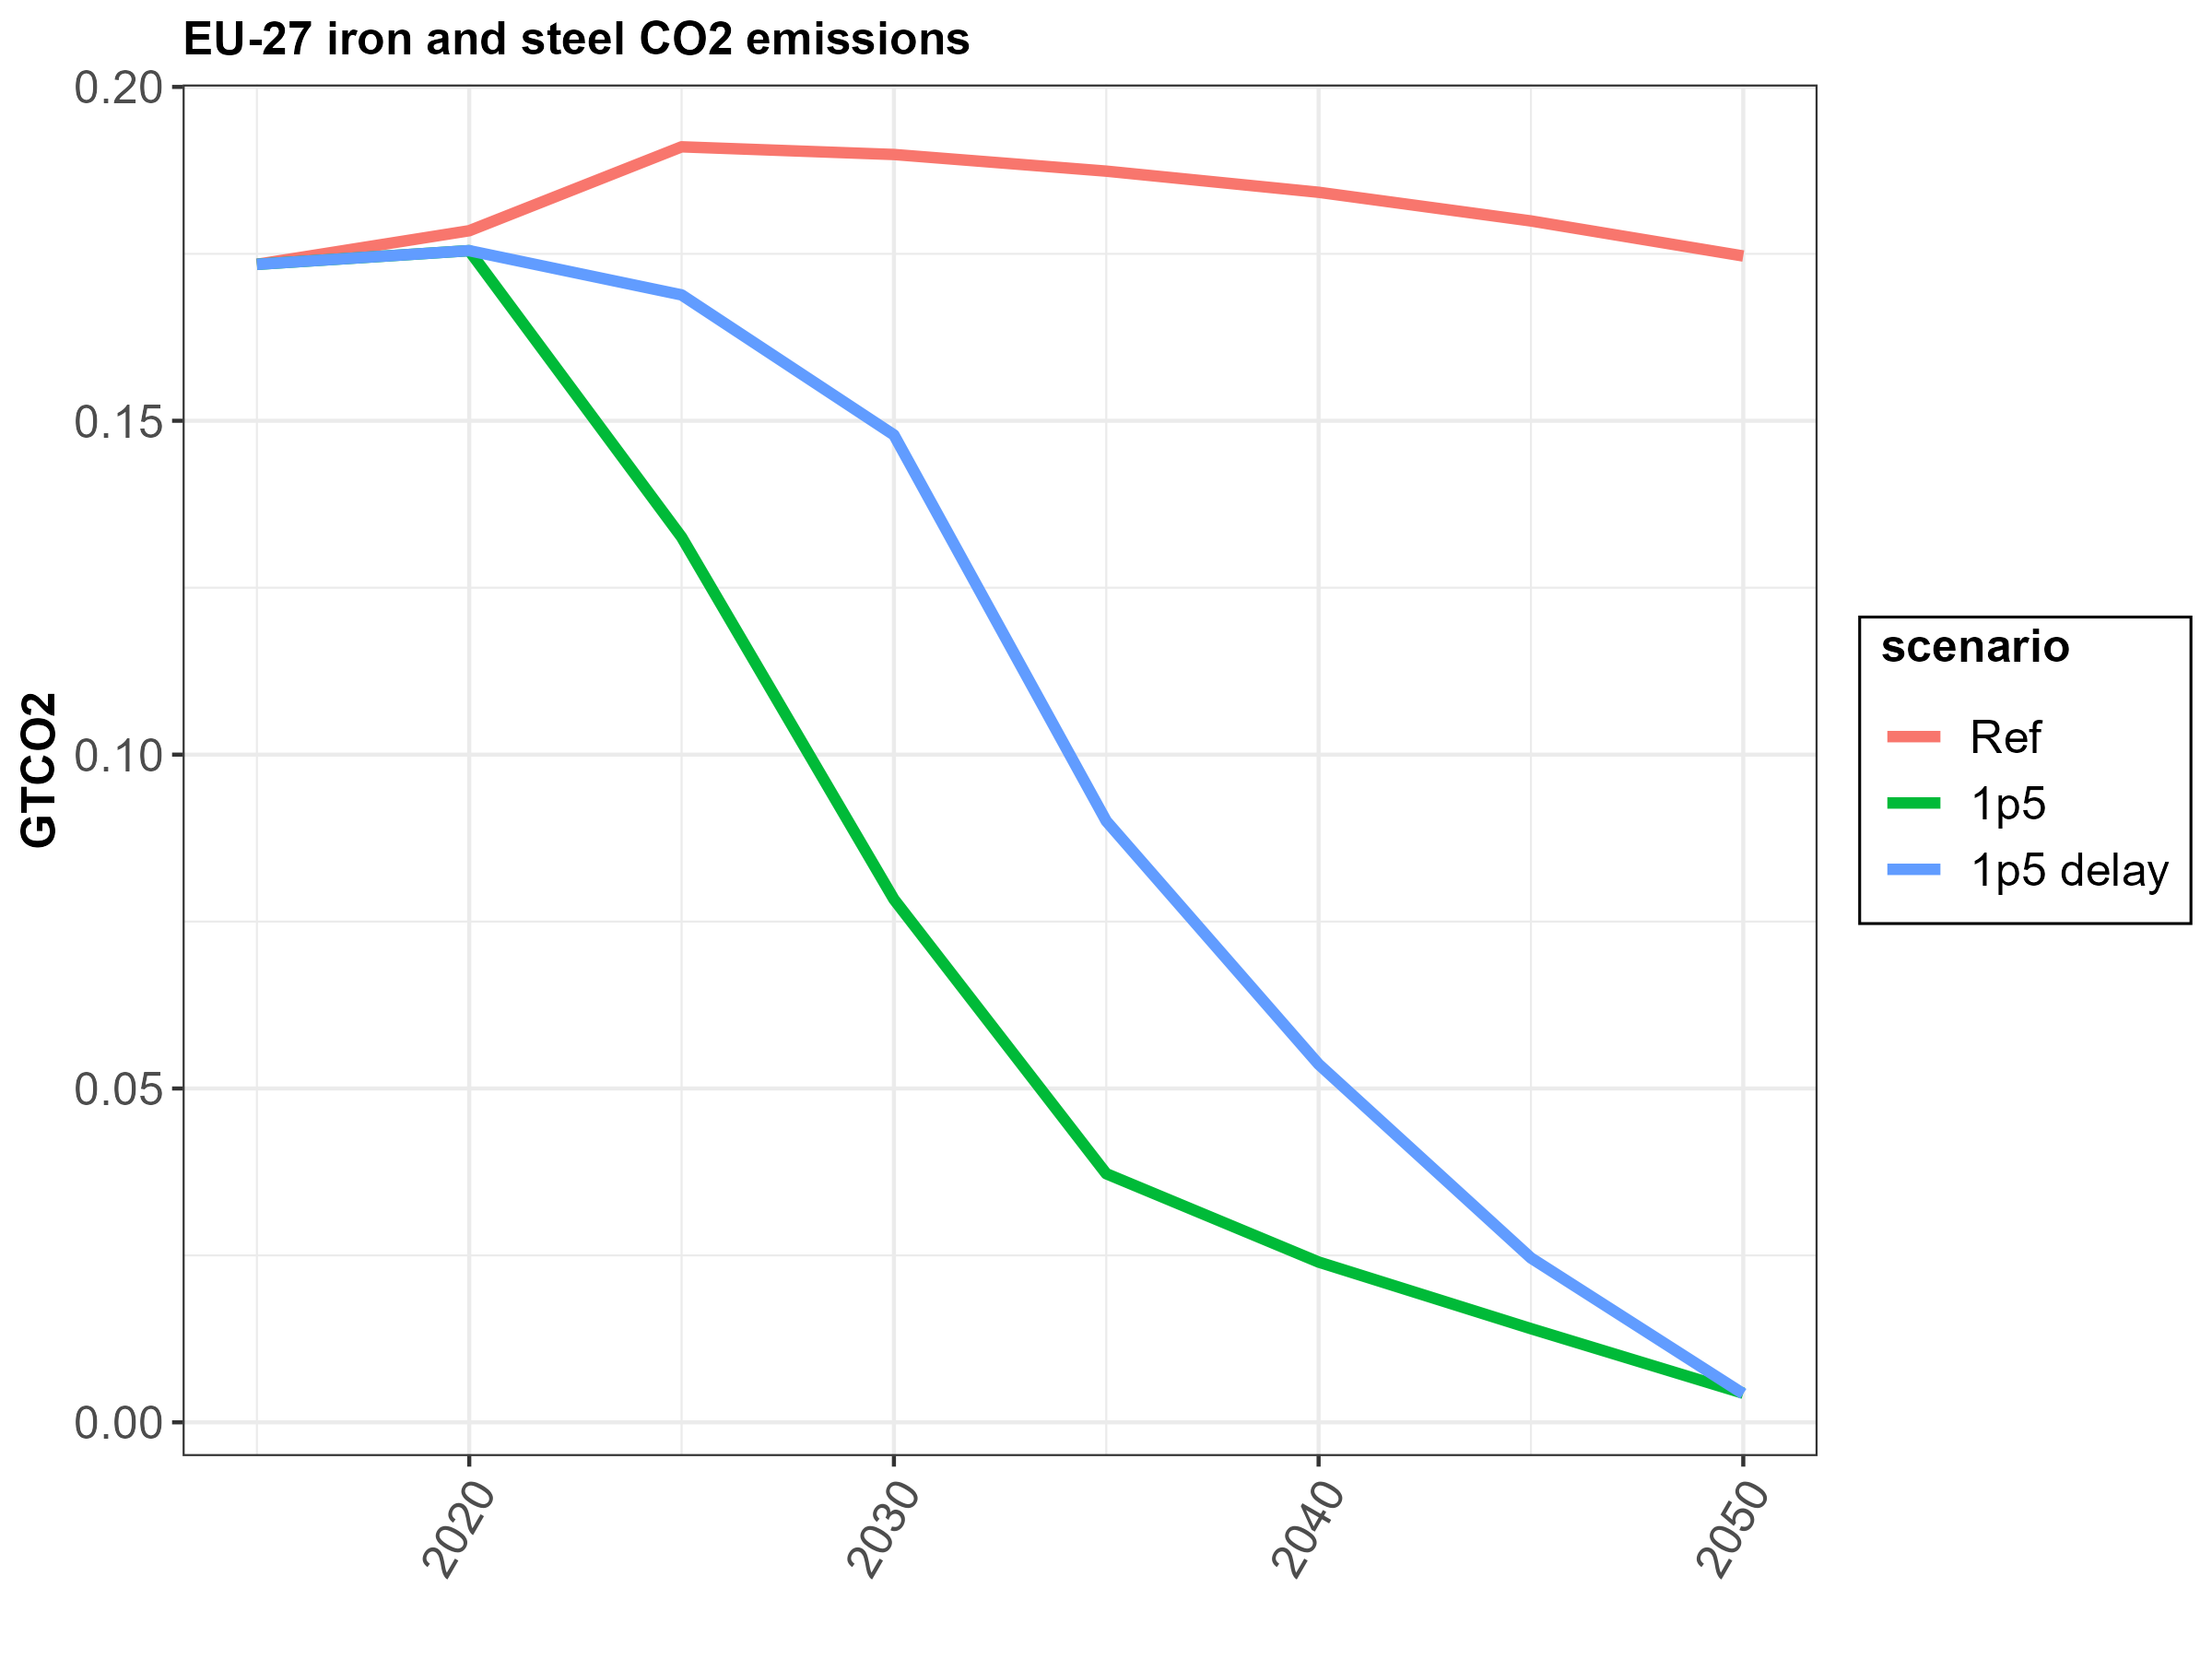 EU-27 iron and steel CO2 emissions
0.20
0.15
0.10
0.05
0.00
GTCO2
2020
2030
2040
2050
scenario
Ref
1p5
1p5 delay